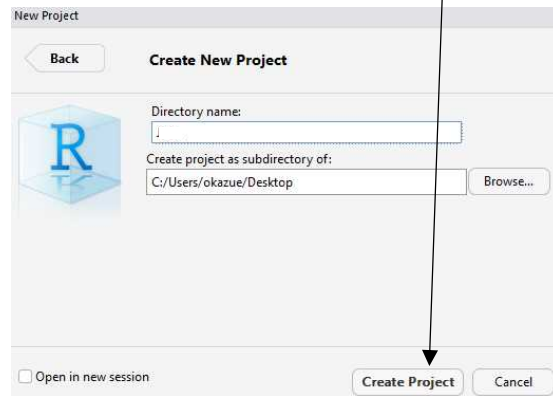 New Project
Back
Create New Project
R
Directory name:
Create project as subdirectory of:
C:/Users/okazue/Desktop
Browse...
Open in new session
Create Project
Cancel